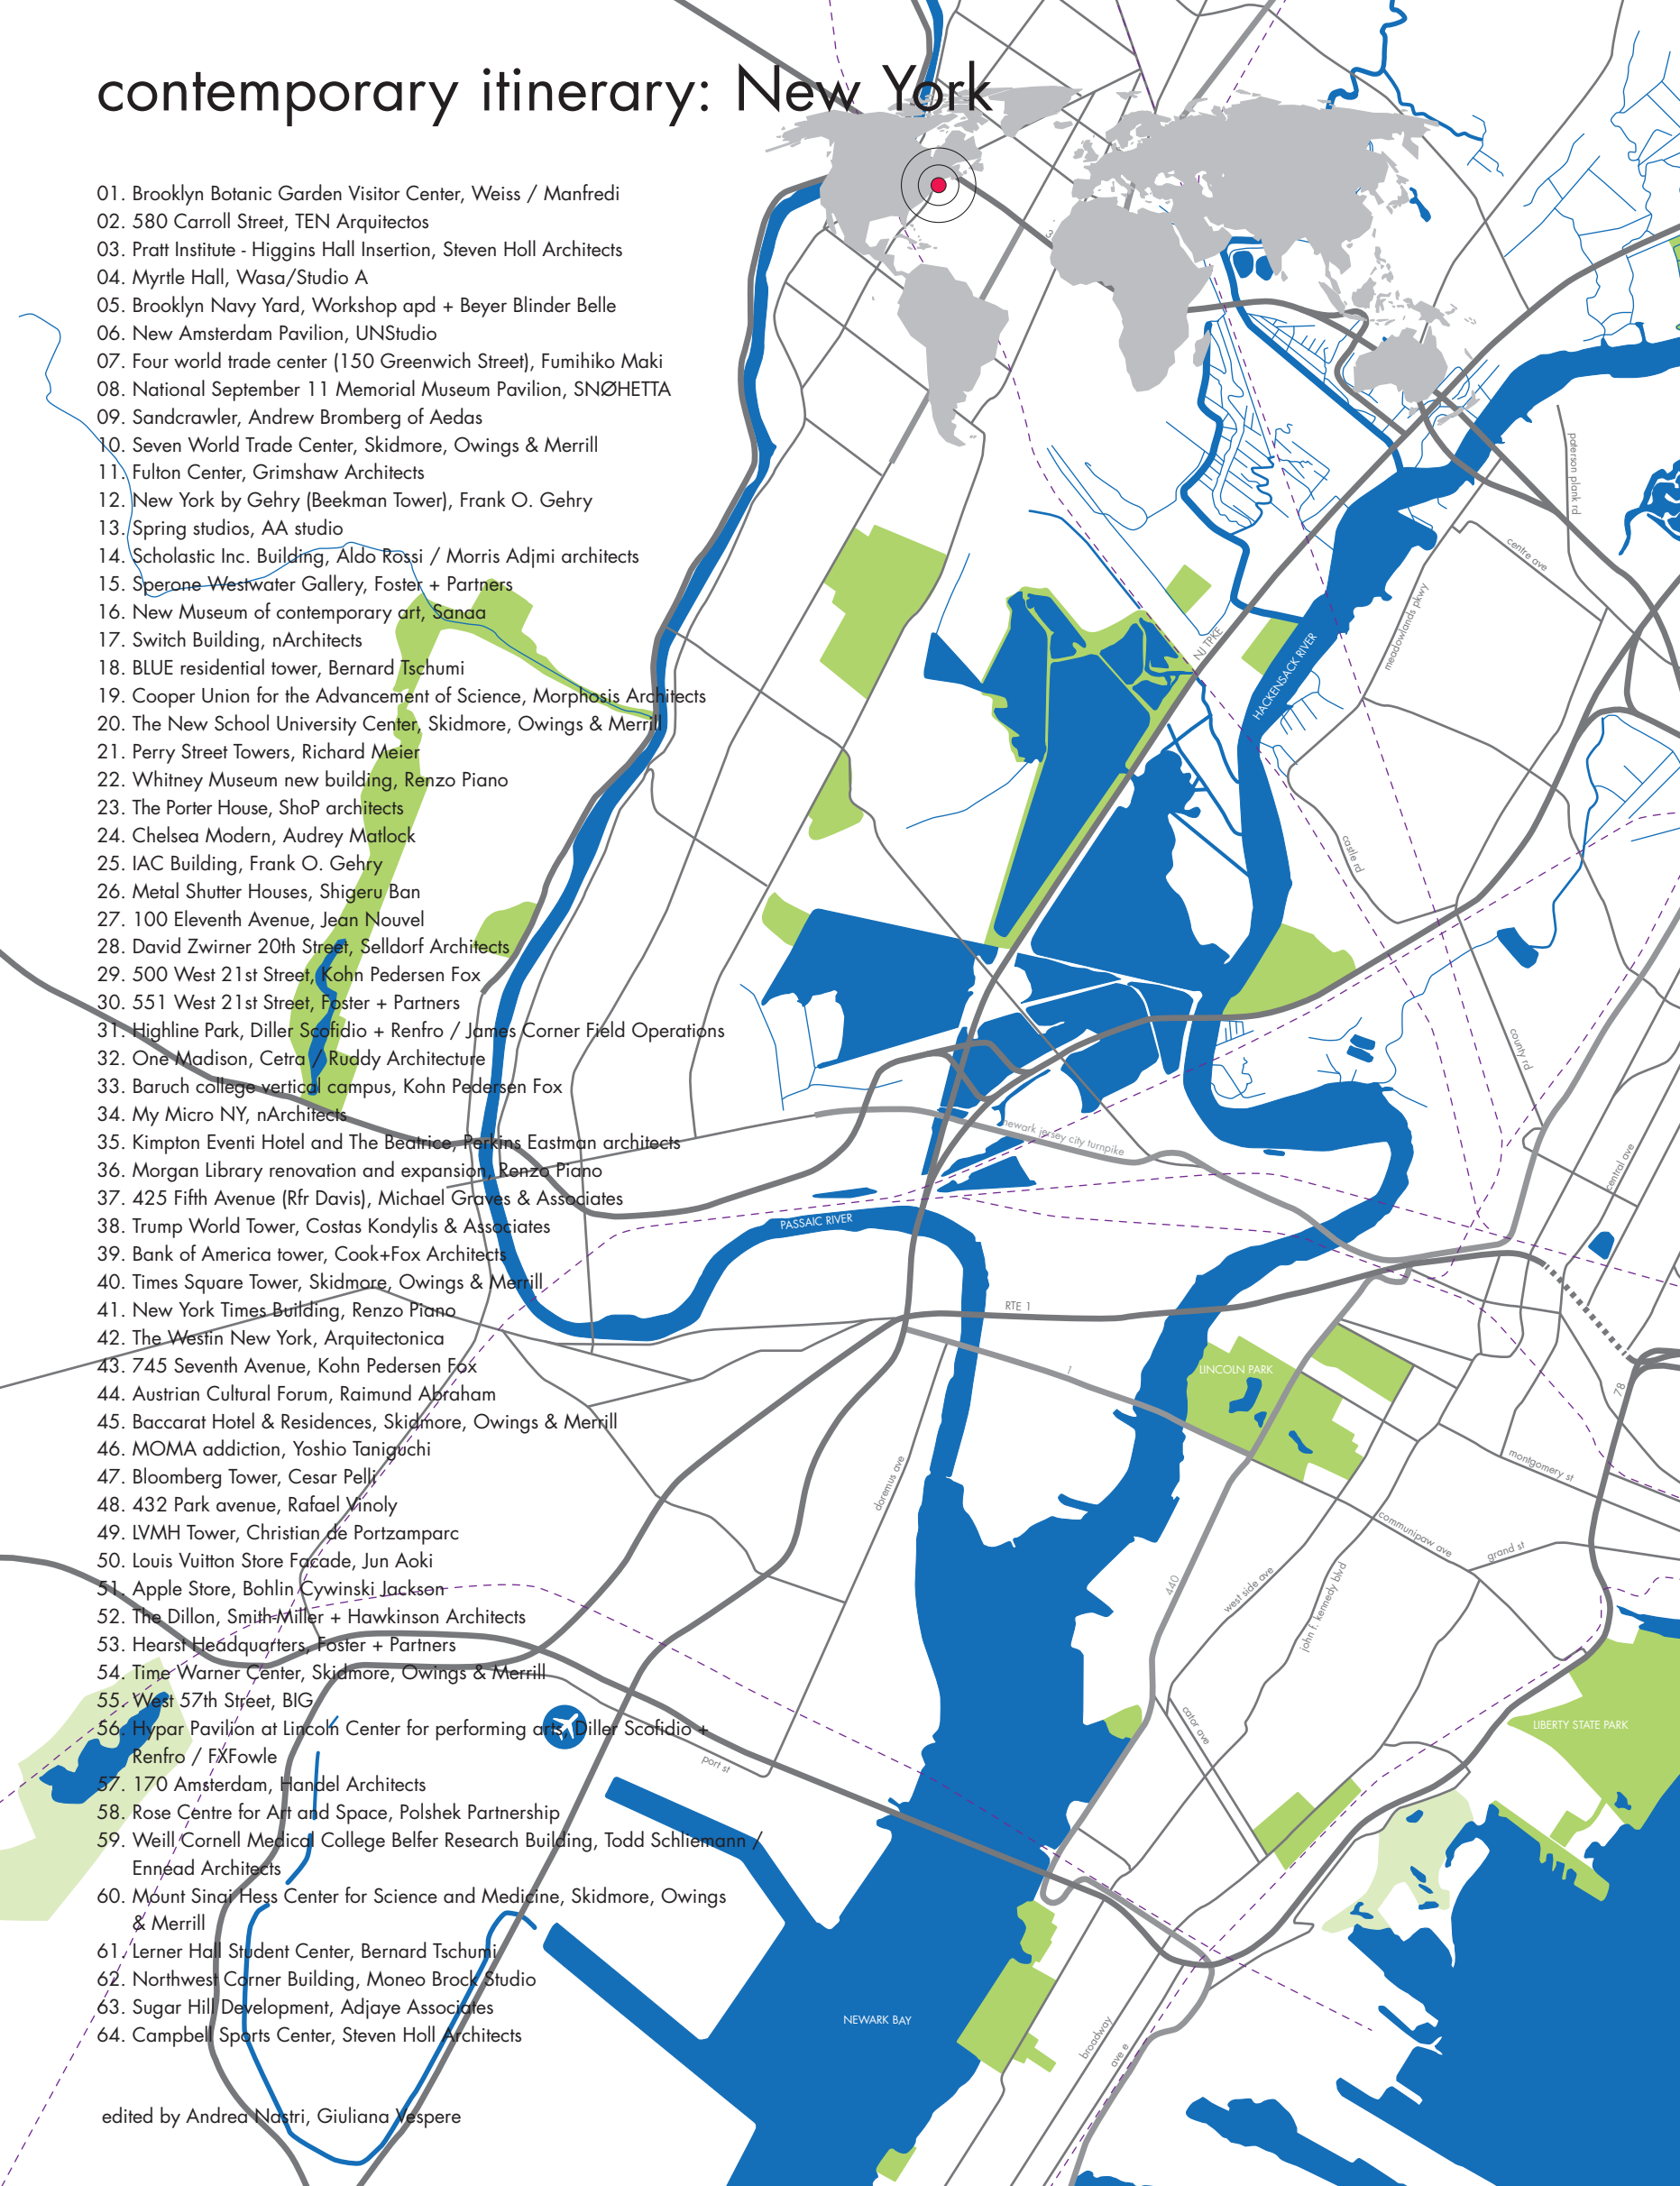 contemporary itinerary: New York
01. Brooklyn Botanic Garden Visitor Center, Weiss / Manfredi
02. 580 Carroll Street, TEN Arquitectos
03. Pratt Institute - Higgins Hall Insertion, Steven Holl Architects
04. Myrtle Hall, Wasa/Studio A
05. Brooklyn Navy Yard, Workshop apd + Beyer Blinder Belle
06. New Amsterdam Pavilion, UNStudio
07. Four world trade center (150 Greenwich Street), Fumihiko Maki
08. National September 11 Memorial Museum Pavilion, SNØHETTA
09. Sandcrawler, Andrew Bromberg of Aedas
10. Seven World Trade Center, Skidmore, Owings & Merrill
11. Fulton Center, Grimshaw Architects
12. New York by Gehry (Beekman Tower), Frank O. Gehry
13. Spring studios, AA studio
14. Scholastic Inc. Building, Aldo Rossi / Morris Adjmi architects
15. Sperone Westwater Gallery, Foster + Partners
16. New Museum of contemporary art, Sanaa
17. Switch Building, nArchitects
18. BLUE residential tower, Bernard Tschumi
19. Cooper Union for the Advancement of Science, Morphosis Architects
20. The New School University Center, Skidmore, Owings & Merrill
21. Perry Street Towers, Richard Meier
22. Whitney Museum new building, Renzo Piano
23. The Porter House, ShoP architects
24. Chelsea Modern, Audrey Matlock
25. IAC Building, Frank O. Gehry
26. Metal Shutter Houses, Shigeru Ban
27. 100 Eleventh Avenue, Jean Nouvel
28. David Zwirner 20th Street, Selldorf Architects
29. 500 West 21st Street, Kohn Pedersen Fox
30. 551 West 21st Street, Foster + Partners
31. Highline Park, Diller Scofidio + Renfro / James Corner Field Operations
32. One Madison, Cetra / Ruddy Architecture
33. Baruch college vertical campus, Kohn Pedersen Fox
34. My Micro NY, nArchitects
35. Kimpton Eventi Hotel and The Beatrice, Perkins Eastman architects
36. Morgan Library renovation and expansion, Renzo Piano
37. 425 Fifth Avenue (Rfr Davis), Michael Graves & Associates
38. Trump World Tower, Costas Kondylis & Associates
39. Bank of America tower, Cook+Fox Architects
40. Times Square Tower, Skidmore, Owings & Merrill
41. New York Times Building, Renzo Piano
42. The Westin New York, Arquitectonica
43. 745 Seventh Avenue, Kohn Pedersen Fox
44. Austrian Cultural Forum, Raimund Abraham
45. Baccarat Hotel & Residences, Skidmore, Owings & Merrill
46. MOMA addiction, Yoshio Taniguchi
47. Bloomberg Tower, Cesar Pelli
48. 432 Park avenue, Rafael Vinoly
49. LVMH Tower, Christian de Portzamparc
50. Louis Vuitton Store Facade, Jun Aoki
51. Apple Store, Bohlin Cywinski Jackson
52. The Dillon, Smith-Miller + Hawkinson Architects
53. Hearst Headquarters, Foster + Partners
54. Time Warner Center, Skidmore, Owings & Merrill
55. West 57th Street, BIG
56. Hypar Pavilion at Lincoln Center for performing arts, Diller Scofidio +
Renfro / FXFowle
57. 170 Amsterdam, Handel Architects
58. Rose Centre for Art and Space, Polshek Partnership
59. Weill Cornell Medical College Belfer Research Building, Todd Schliemann /
Ennead Architects
60. Mount Sinai Hess Center for Science and Medicine, Skidmore, Owings
& Merrill
61. Lerner Hall Student Center, Bernard Tschumi
62. Northwest Corner Building, Moneo Brock Studio
63. Sugar Hill Development, Adjaye Associates
64. Campbell Sports Center, Steven Holl Architects
edited by Andrea Nastri, Giuliana Vespere
paterson plank rd
centre ave
meadowlands pkwy
NJ TPKE
HACKENSACK RIVER
castle rd
county rd
newark jersey city turnpike
central ave
PASSAIC RIVER
RTE 1
1
LINCOLN PARK
78
montgomery st
doremus ave
communipaw ave
grand st
440
west side ave
john f. kennedy blvd
cator ave
LIBERTY STATE PARK
port st
NEWARK BAY
broadway
ave e